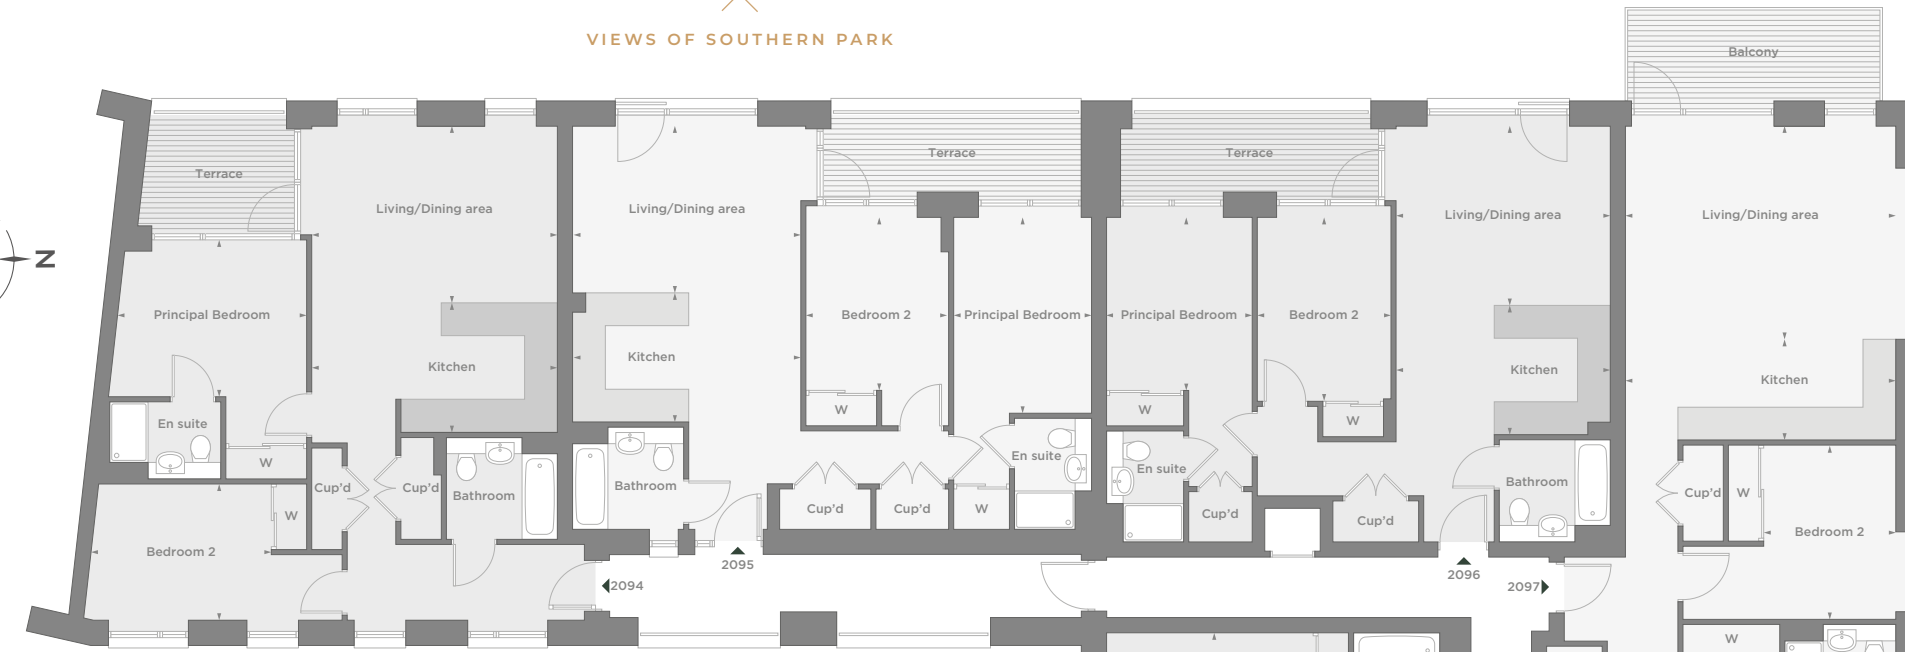 VIEWS OF SOUTHERN PARK
Balcony
Terrace
Terrace
Terrace
Living/Dining area
Living/Dining area
Living/Dining area
Living/Dining area
N
Principal Bedroom
Bedroom 2
Principal Bedroom
Principal Bedroom
Bedroom 2
Kitchen
Kitchen
Kitchen
Kitchen
En suite
W
W
W
W
En suite
En suite
Cup'd
Cup'd
Bathroom
Bathroom
Bathroom
Cup'd
W
W
Cup'd
Cup'd
W
Cup'd
Cup'd
Bedroom 2
Bedroom 2
2095
2094
2096
2097
W